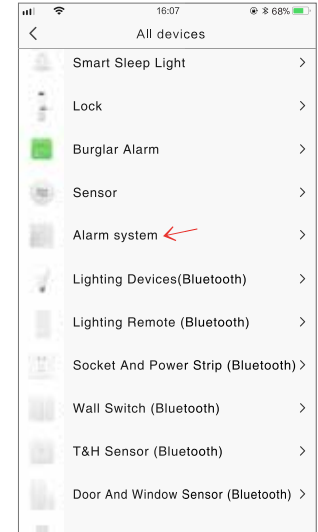 16:07
68%
All devices
Smart Sleep Light
Lock
Burglar Alarm
Sensor
Alarm system
Lighting Devices(Bluetooth)
Lighting Remote (Bluetooth)
Socket And Power Strip (Bluetooth)
Wall Switch (Bluetooth)
T&H Sensor (Bluetooth)
Door And Window Sensor (Bluetooth)